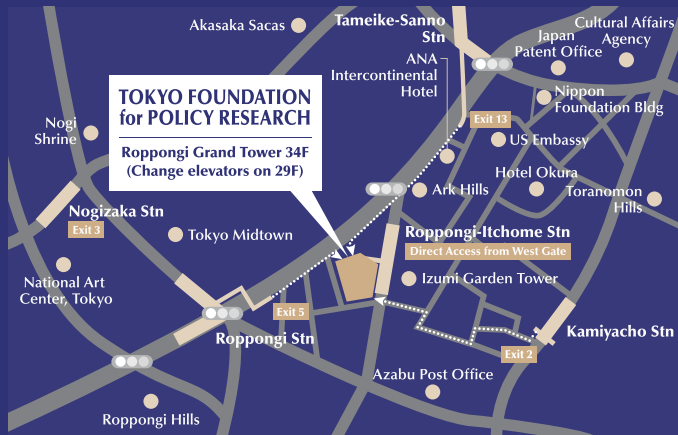 Akasaka Sacas
Tameike-Sanno
Stn
Cultural Affairs
Agency
Japan
Patent Office
ANA
Intercontinental
Hotel
Nippon
Foundation Bldg
TOKYO FOUNDATION
for POLICY RESEARCH
Roppongi Grand Tower 34F
(Change elevators on 29F)
Exit 13
US Embassy
Nogi
Shrine
Hotel Okura
Ark Hills
Toranomon
Hills
Nogizaka Stn
Exit 3
Tokyo Midtown
Roppongi-Itchome Stn
Direct Access from West Gate
National Art
Center, Tokyo
Izumi Garden Tower
Exit 5
Roppongi Stn
Kamiyacho Stn
Exit 2
Azabu Post Office
Roppongi Hills